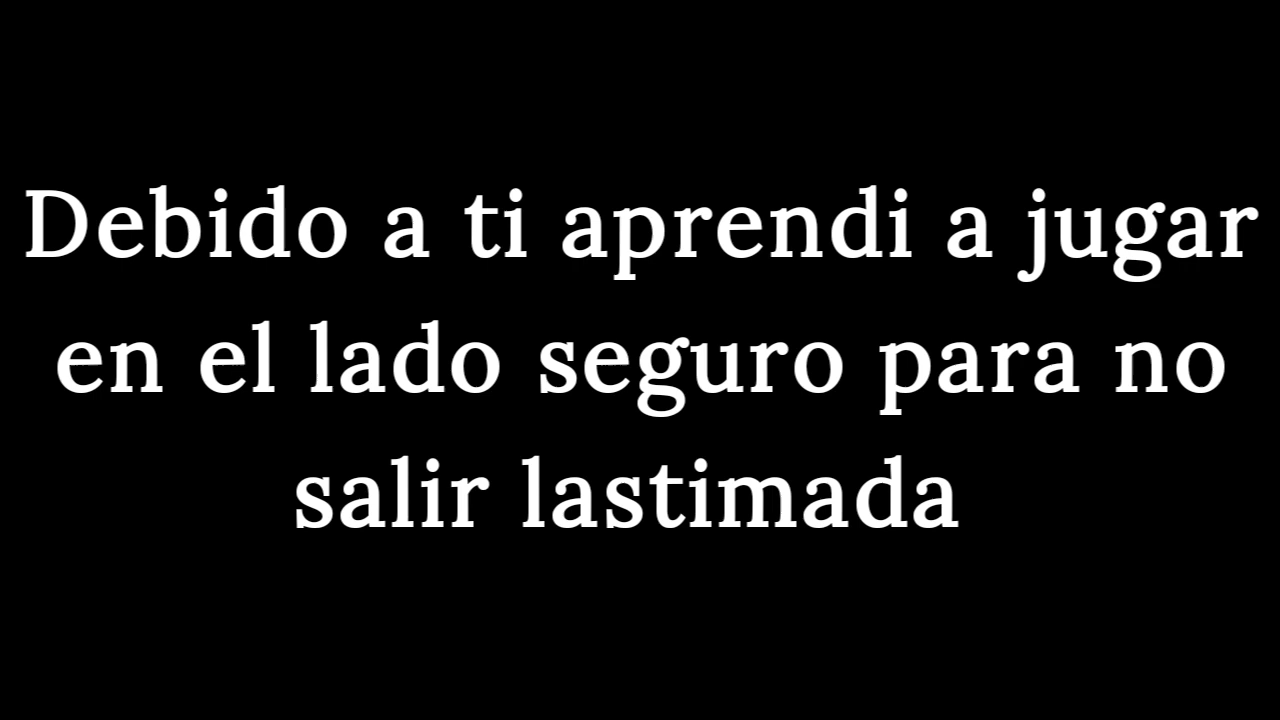 Debido a ti aprendi a jugar
en el lado seguro para no
salir lastimada